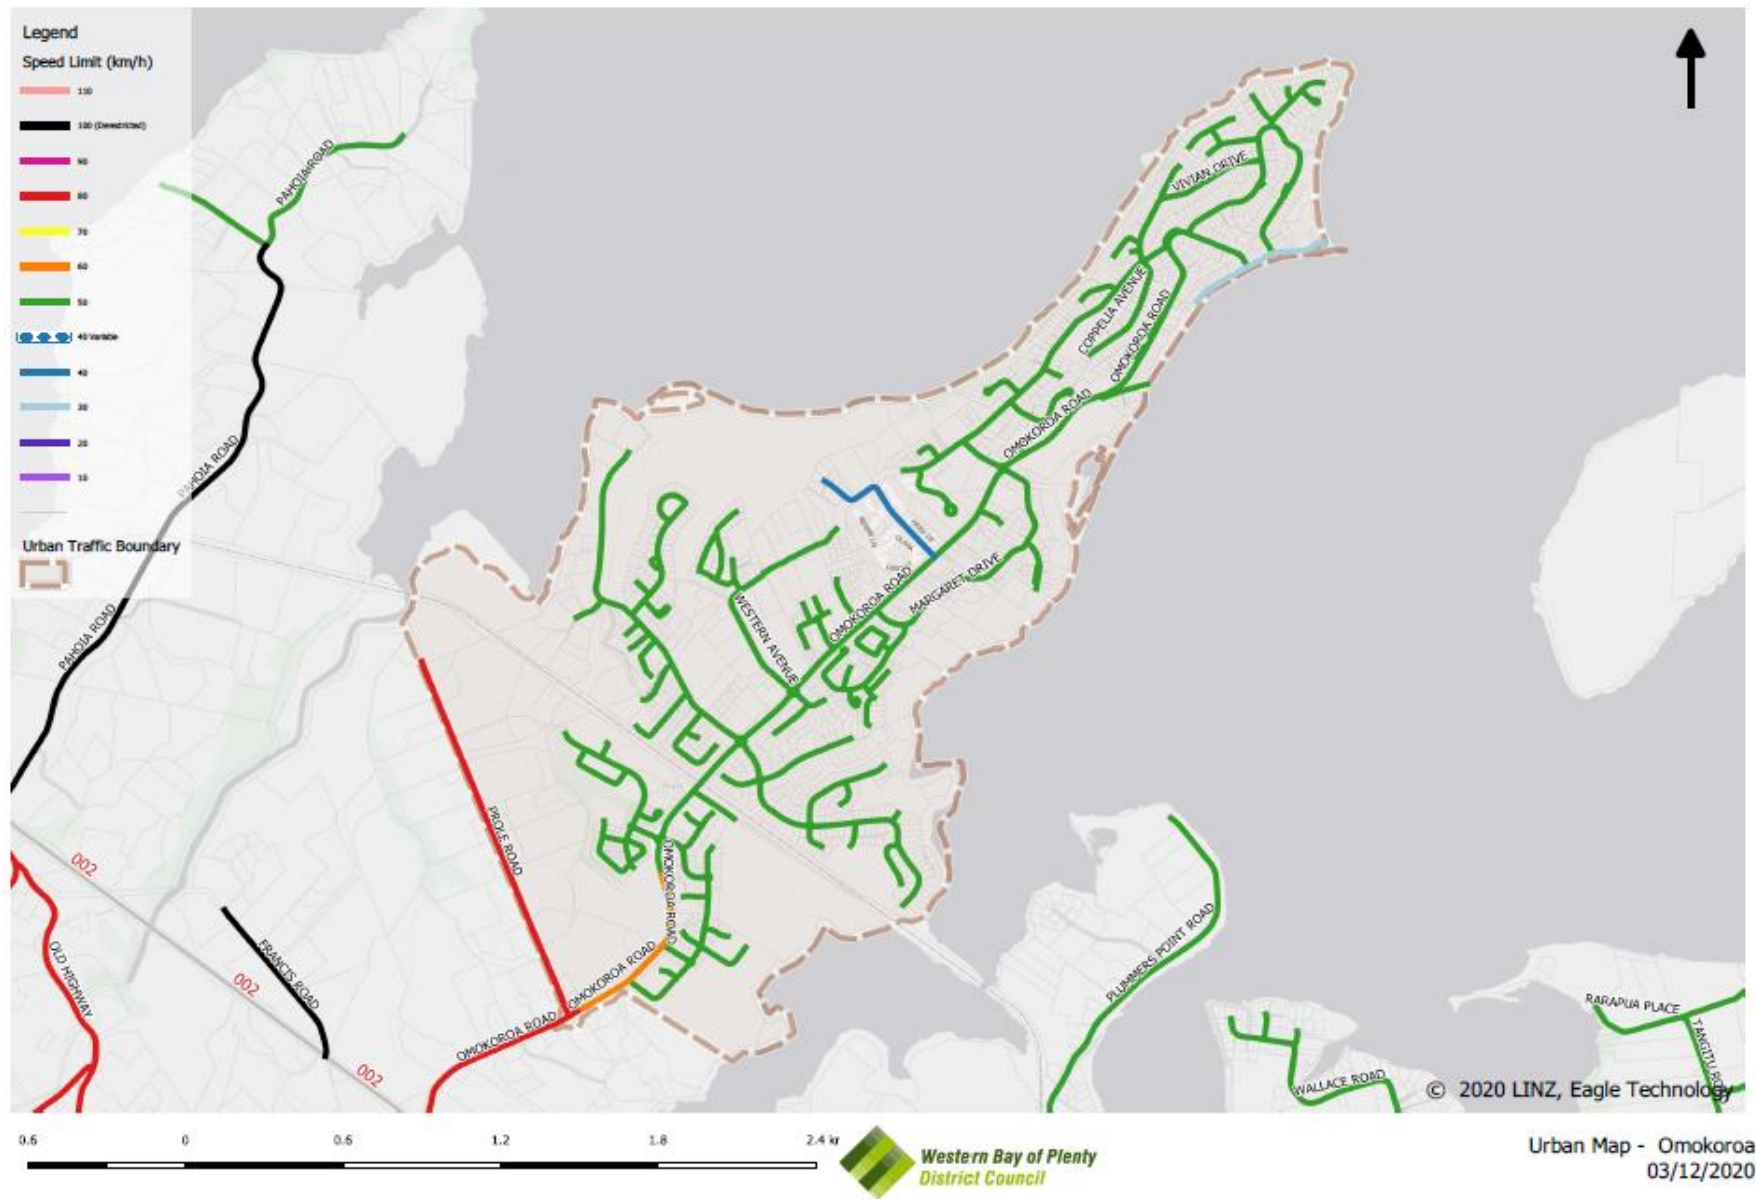 Legend
Speed Limit (km/h)
110
100 (Derestricted)
90
80
70
60
50
40 Variable
40
30
20
10
Urban Traffic Boundary
PAHOIA ROAD
PAHOIA ROAD
PAHOIA ROAD
VIVIAN DRIVE
COPPELIA AVENUE
OMOKOROA ROAD
OMOKOROA ROAD
OMOKOROA ROAD
MARGARET DRIVE
WESTERN AVENUE
PROLE ROAD
OMOKOROA ROAD
OMOKOROA ROAD
OMOKOROA ROAD
002
002
002
OLD HIGHWAY
FRANCIS ROAD
PLUMMERS POINT ROAD
RARAPUA PLACE
WALLACE ROAD
© 2020 LINZ, Eagle Technology
0.6 0 0.6 1.2 1.8 2.4
Western Bay of Plenty
District Council
Urban Map - Omokoroa
03/12/2020